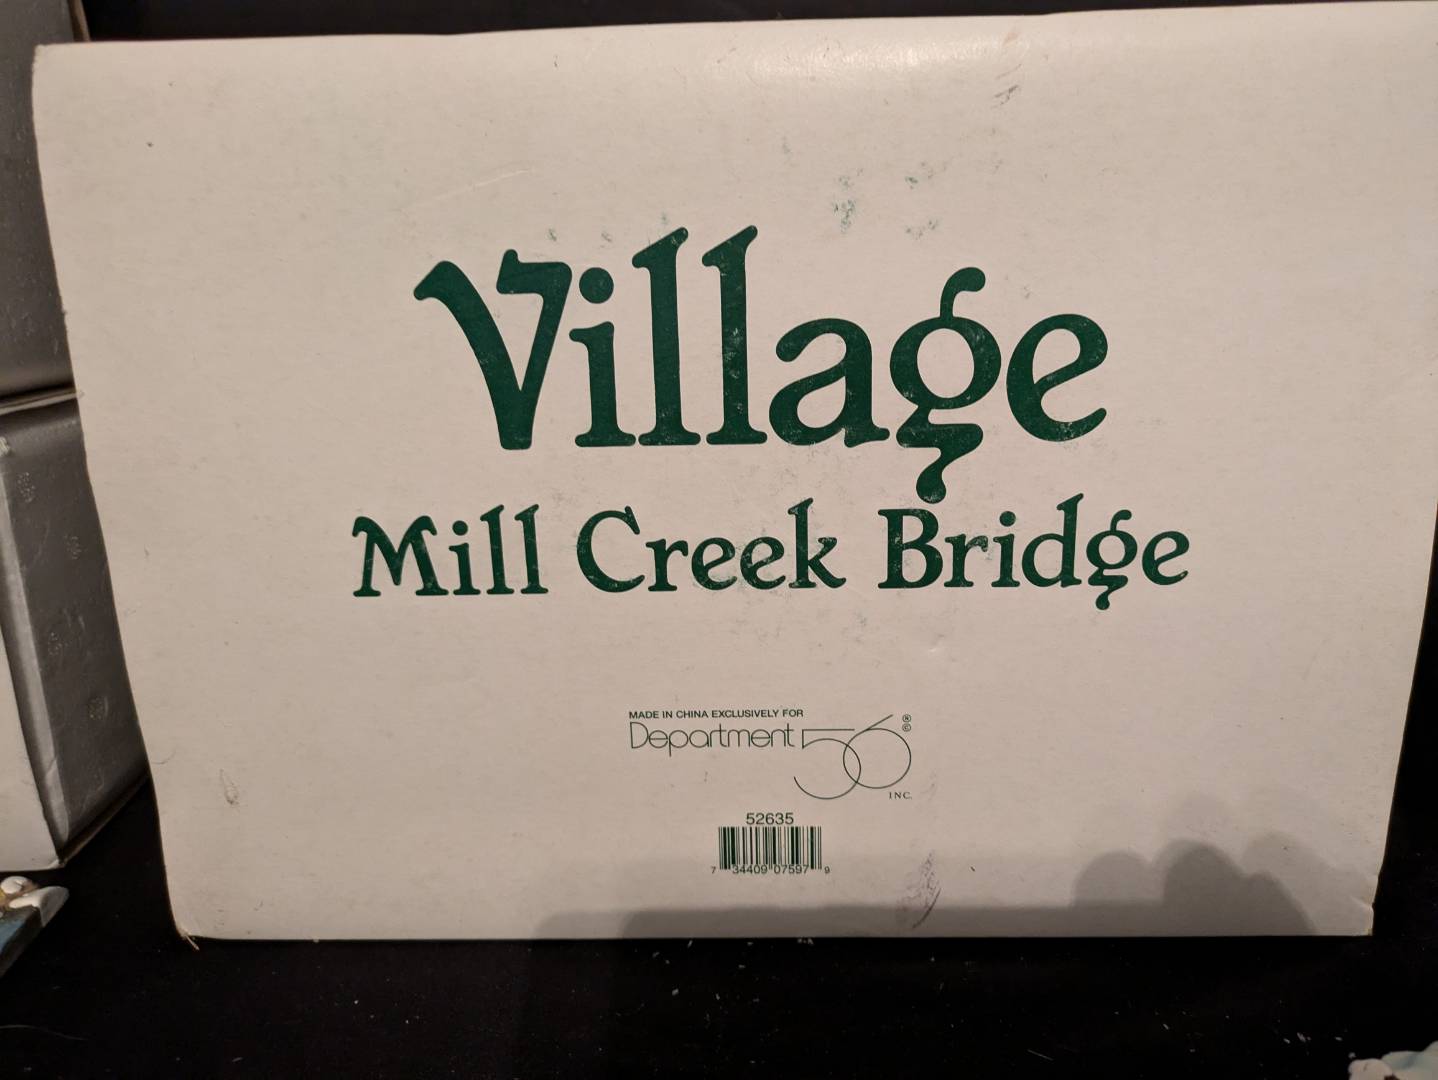 Village
Mill Creek Bridge
MADE IN CHINA EXCLUSIVELY FOR
Department 56 ® ©
INC.
52635
7 34409 07597 9